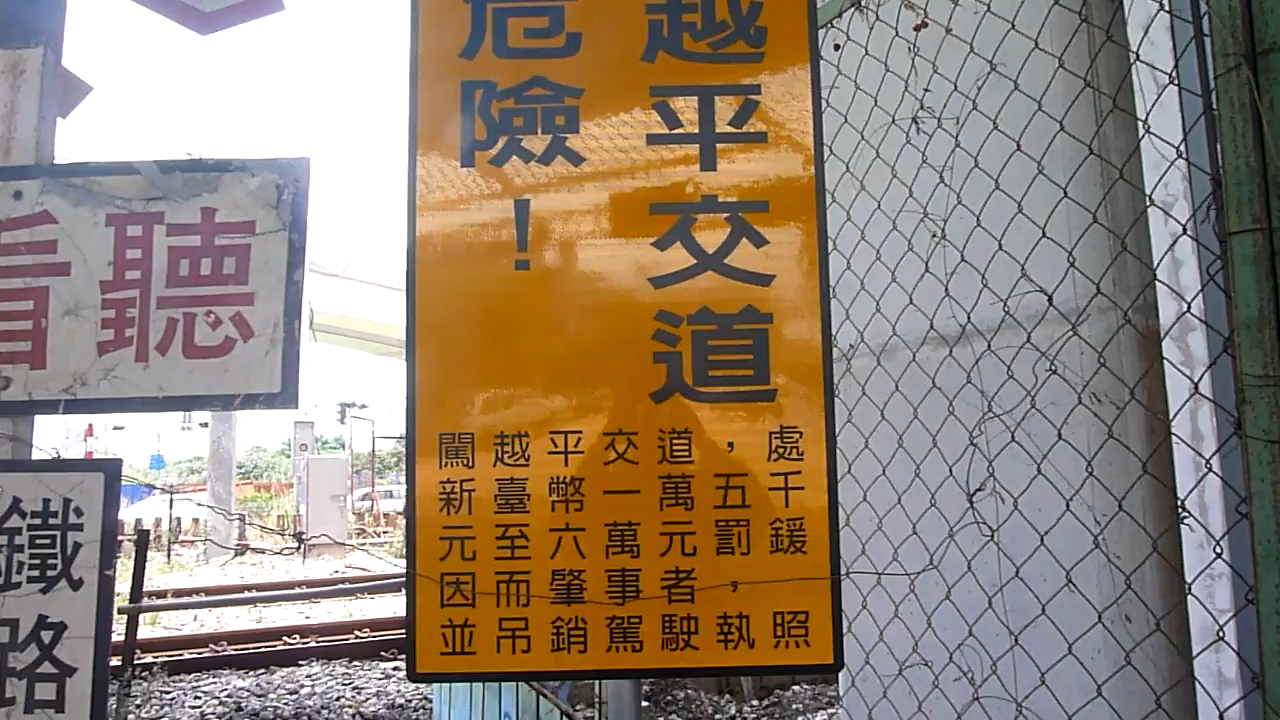 越平交道
危險！
闖越平交道，處
新臺幣一萬五千
元至六萬元罰鍰
因而肇事者，
並吊銷駕駛執照
看聽
鐵路